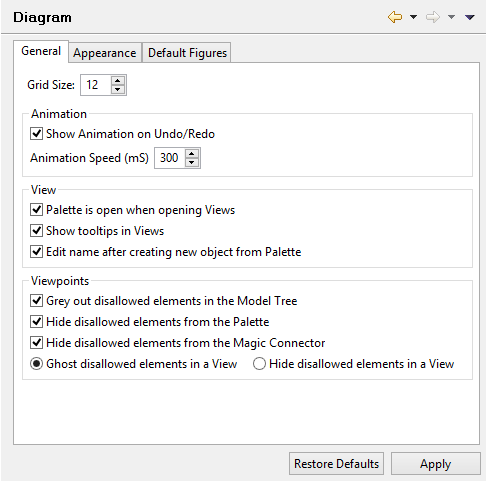 Diagram
General Appearance Default Figures
Grid Size: 12
Animation
Show Animation on Undo/Redo
Animation Speed (mS) 300
View
Palette is open when opening Views
Show tooltips in Views
Edit name after creating new object from Palette
Viewpoints
Grey out disallowed elements in the Model Tree
Hide disallowed elements from the Palette
Hide disallowed elements from the Magic Connector
Ghost disallowed elements in a View Hide disallowed elements in a View
Restore Defaults Apply